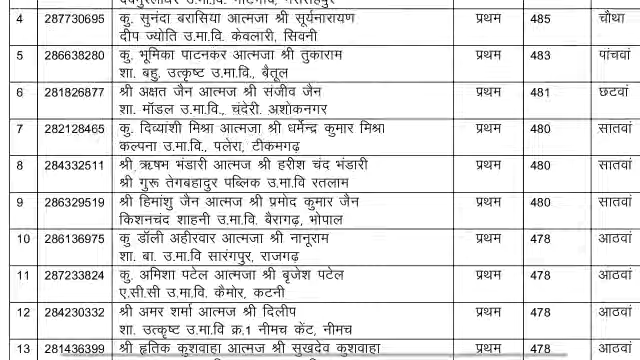 4 287730695 कु. सुनंदा बरासिया आत्मजा श्री सूर्यनारायण प्रथम 485 चौथा
दीप ज्योति उ.मा.वि. केवलारी, सिवनी
5 286638280 कु. भूमिका पाटनकर आत्मजा श्री तुकाराम प्रथम 483 पांचवां
शा. बहु. उत्कृष्ट उ.मा.वि., बैतूल
6 281826877 श्री अक्षत जैन आत्मज श्री संजीव जैन प्रथम 481 छटवां
शा. मॉडल उ.मा.वि., चंदेरी, अशोकनगर
7 282128465 कु. दिव्यांशी मिश्रा आत्मजा श्री धर्मेन्द्र कुमार मिश्रा प्रथम 480 सातवां
कल्पना उ.मा.वि., पलेरा, टीकमगढ़
8 284332511 श्री ऋषभ भंडारी आत्मज श्री हरीश चंद भंडारी प्रथम 480 सातवां
श्री गुरू तेगबहादुर पब्लिक उ.मा.वि रतलाम
9 286329519 श्री हिमांशु जैन आत्मज श्री प्रमोद कुमार जैन प्रथम 480 सातवां
किशनचंद शाहनी उ.मा.वि. बैरागढ़, भोपाल
10 286136975 कु डॉली अहीरवार आत्मजा श्री नानूराम प्रथम 478 आठवां
शा. बा. उ.मा.वि सारंगपुर, राजगढ़
11 287233824 कु. अमिशा पटेल आत्मजा श्री बृजेश पटेल प्रथम 478 आठवां
ए.सी.सी उ.मा.वि. कैमोर, कटनी
12 284230332 श्री अमर शर्मा आत्मज श्री दिलीप प्रथम 478 आठवां
शा. उत्कृष्ट उ.मा.वि क्र.1 नीमच केंट, नीमच
13 281436399 श्री हृतिक कुशवाहा आत्मज श्री सुखदेव कुशवाहा प्रथम 478 आठवां